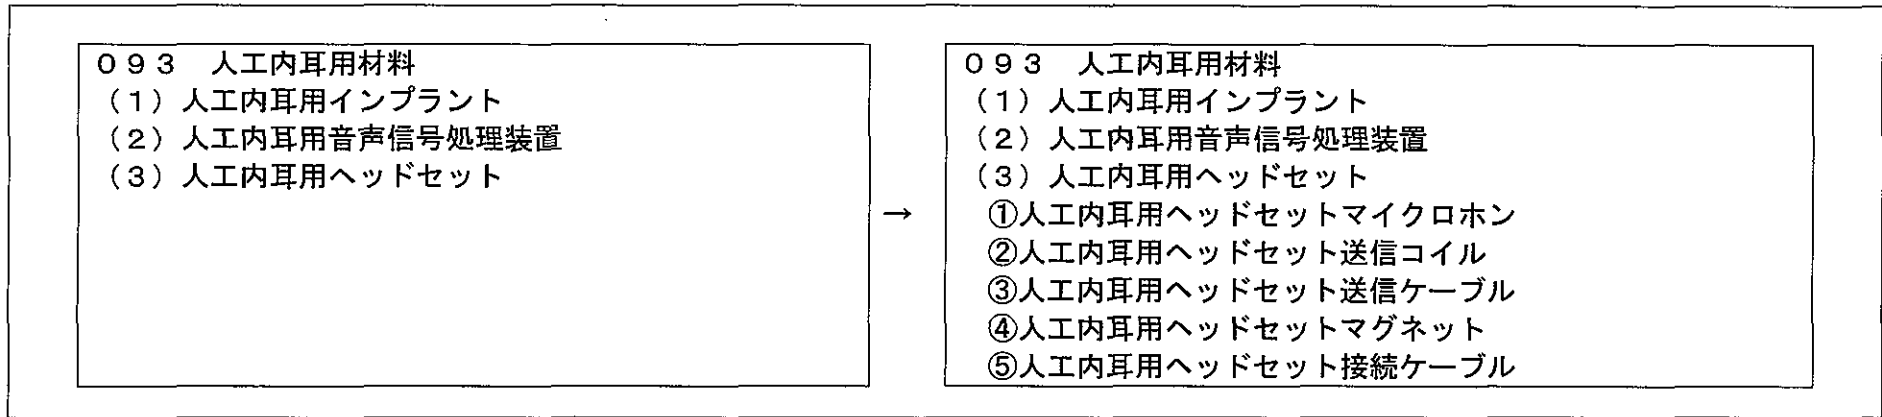 ０９３　人工内耳用材料
（１）人工内耳用インプラント
（２）人工内耳用音声信号処理装置
（３）人工内耳用ヘッドセット
→
０９３　人工内耳用材料
（１）人工内耳用インプラント
（２）人工内耳用音声信号処理装置
（３）人工内耳用ヘッドセット
①人工内耳用ヘッドセットマイクロホン
②人工内耳用ヘッドセット送信コイル
③人工内耳用ヘッドセット送信ケーブル
④人工内耳用ヘッドセットマグネット
⑤人工内耳用ヘッドセット接続ケーブル